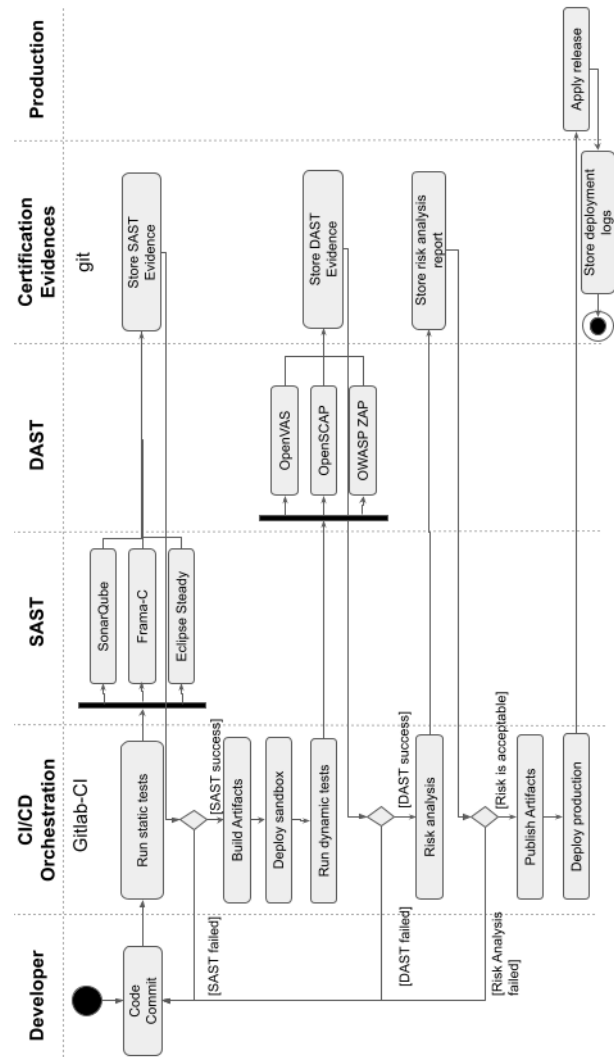 Developer
CI/CD
Orchestration
SAST
DAST
Certification
Evidences
Production
Gitlab-CI
git
Code
Commit
Run static tests
SonarQube
Frama-C
Eclipse Steady
Store SAST
Evidence
[SAST failed]
[SAST success]
Build Artifacts
Deploy sandbox
Run dynamic tests
OpenVAS
OpenSCAP
OWASP ZAP
Store DAST
Evidence
[DAST failed]
[DAST success]
Risk analysis
Store risk analysis
report
[Risk Analysis
failed]
[Risk is acceptable]
Publish Artifacts
Deploy production
Apply release
Store deployment
logs